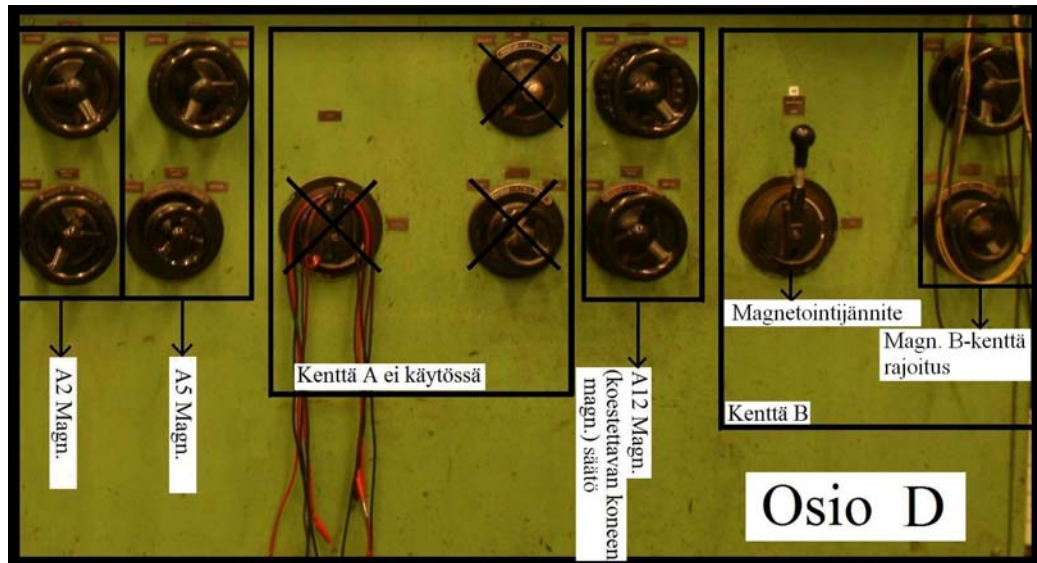 A2 Magn.
A5 Magn.
Kenttä A ei käytössä
A12 Magn.
(koestettavan koneen
magn.) säätö
Magnetointijännite
Magn. B-kenttä
rajoitus
Kenttä B
Osio D